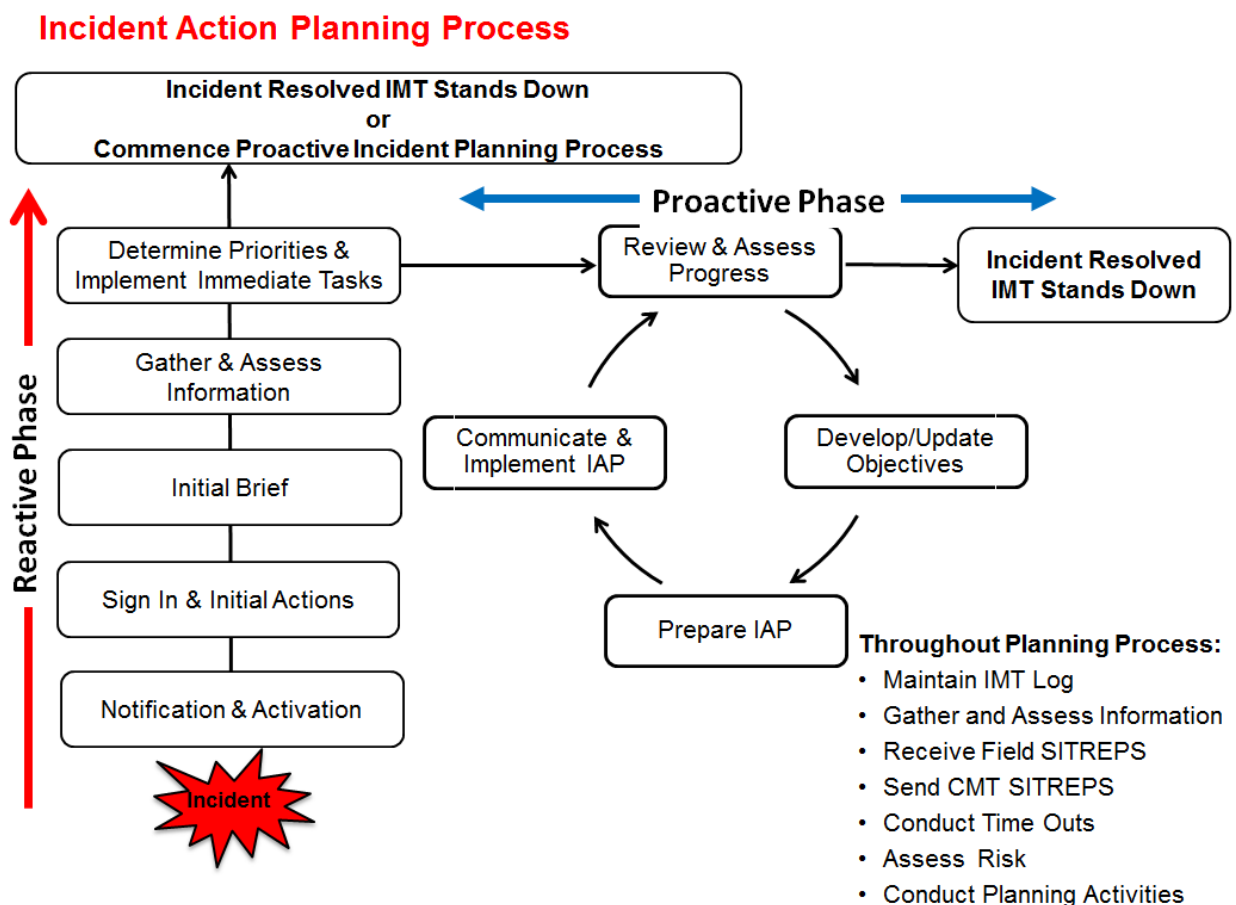 Incident Action Planning Process
Incident Resolved IMT Stands Down
or
Commence Proactive Incident Planning Process
Reactive Phase
Determine Priorities &
Implement Immediate Tasks
Gather & Assess
Information
Initial Brief
Sign In & Initial Actions
Notification & Activation
Incident
Proactive Phase
Review & Assess
Progress
Incident Resolved
IMT Stands Down
Communicate &
Implement IAP
Develop/Update
Objectives
Prepare IAP
Throughout Planning Process:
• Maintain IMT Log
• Gather and Assess Information
• Receive Field SITREPS
• Send CMT SITREPS
• Conduct Time Outs
• Assess Risk
• Conduct Planning Activities